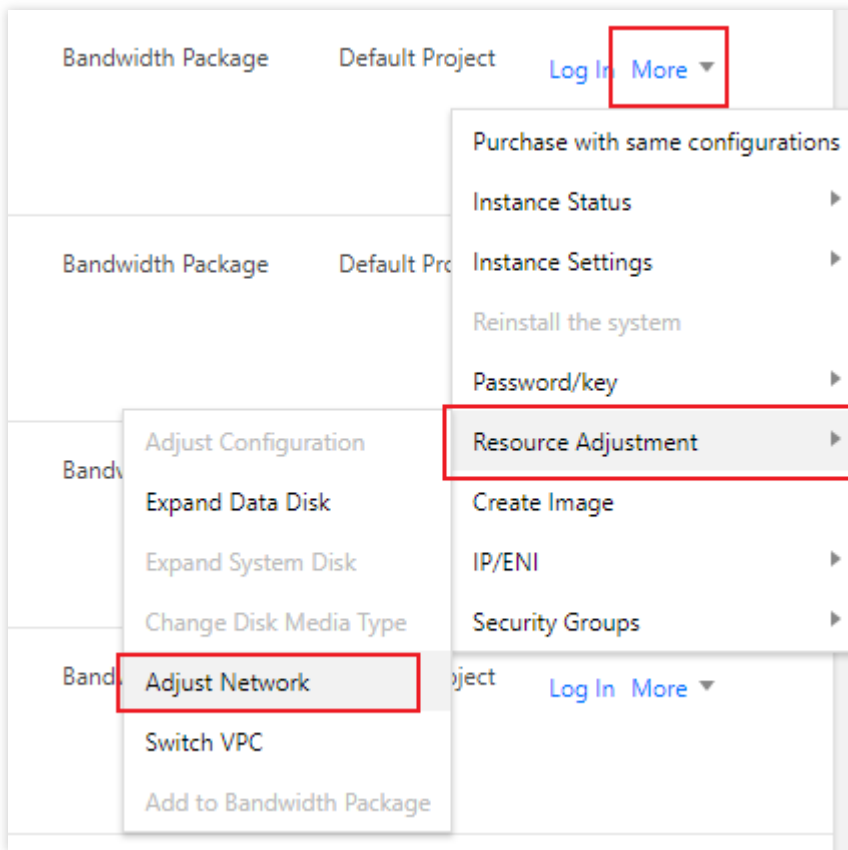 Bandwidth Package Default Project Log In More
Purchase with same configurations
Instance Status
Bandwidth Package Default Pro
Instance Settings
Reinstall the system
Password/key
Resource Adjustment
Create Image
IP/ENI
Security Groups
Band
Adjust Configuration
Expand Data Disk
Expand System Disk
Change Disk Media Type
Adjust Network
Switch VPC
Add to Bandwidth Package
Band
ject Log In More